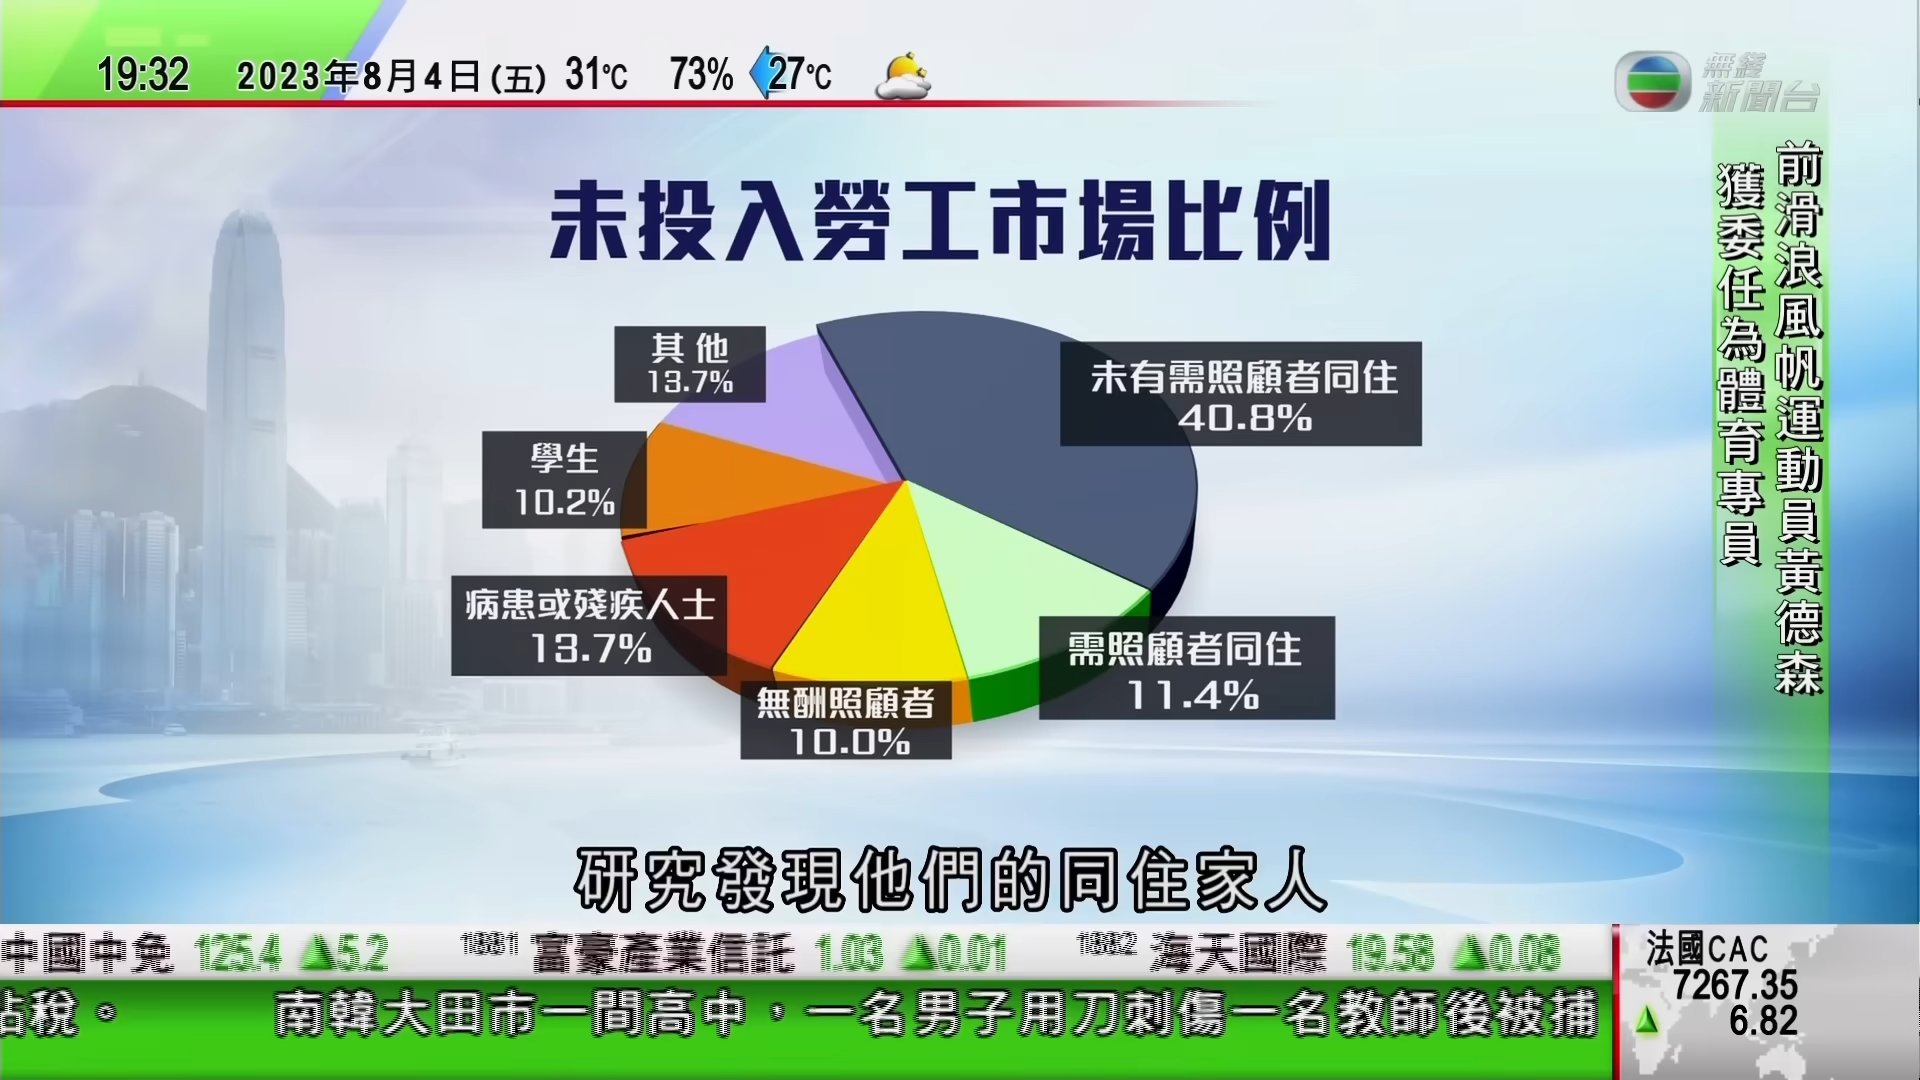 19:32 2023年8月4日(五) 31℃ 73% 27℃
無綫
新聞台
前滑浪風帆運動員黃德森
獲委任為體育專員
未投入勞工市場比例
其他
13.7%
未有需照顧者同住
40.8%
學生
10.2%
病患或殘疾人士
13.7%
需照顧者同住
11.4%
無酬照顧者
10.0%
研究發現他們的同住家人
中國中免 125.4 ▲5.2 1881 富豪產業信託 1.03 ▲0.01 1882 海天國際 19.58 ▲0.08
法國CAC
7267.35
▲ 6.82
稅。 南韓大田市一間高中,一名男子用刀刺傷一名教師後被捕